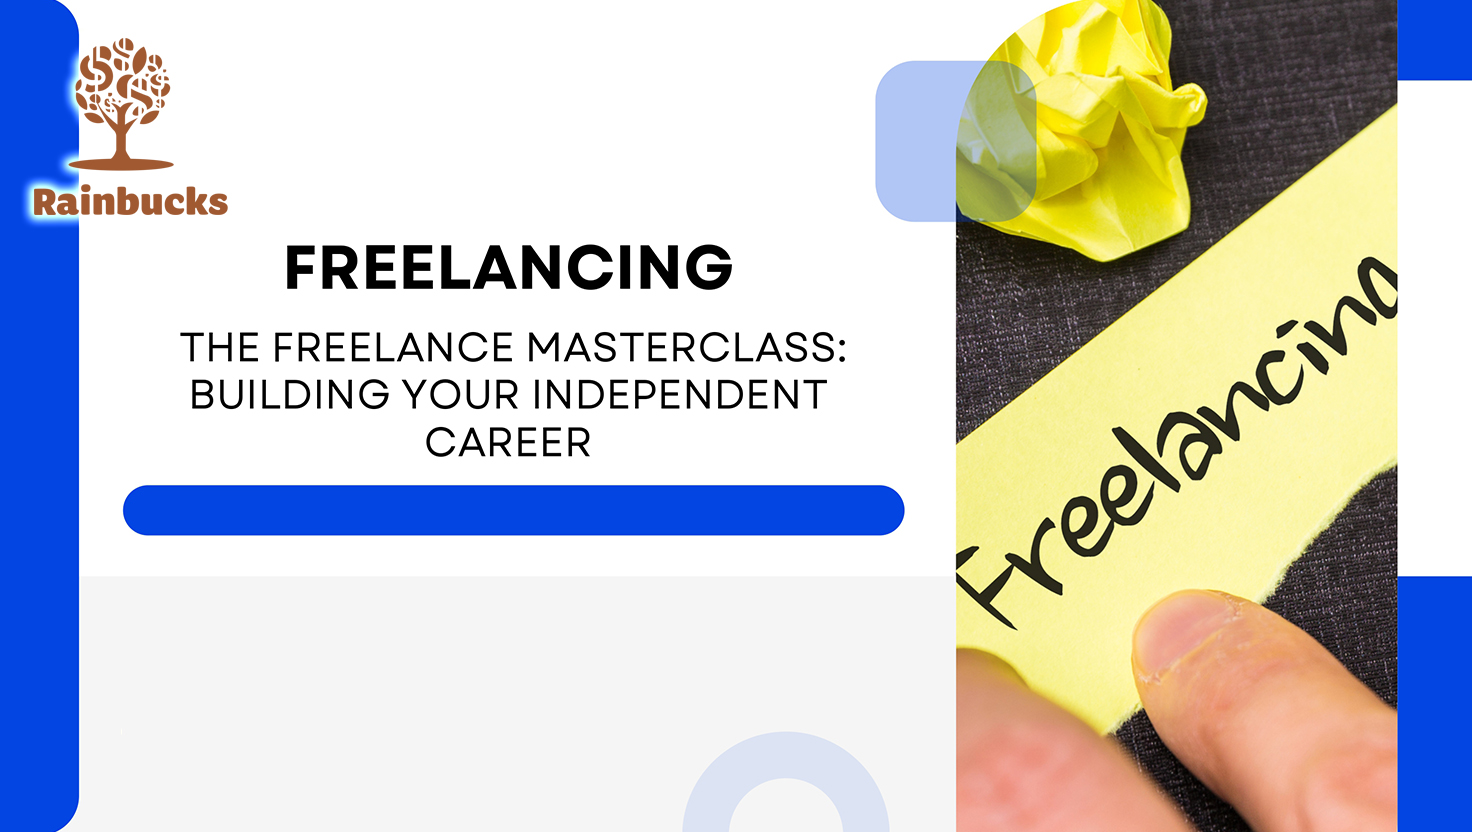 Rainbucks
FREELANCING
THE FREELANCE MASTERCLASS:
BUILDING YOUR INDEPENDENT
CAREER
Freelancing